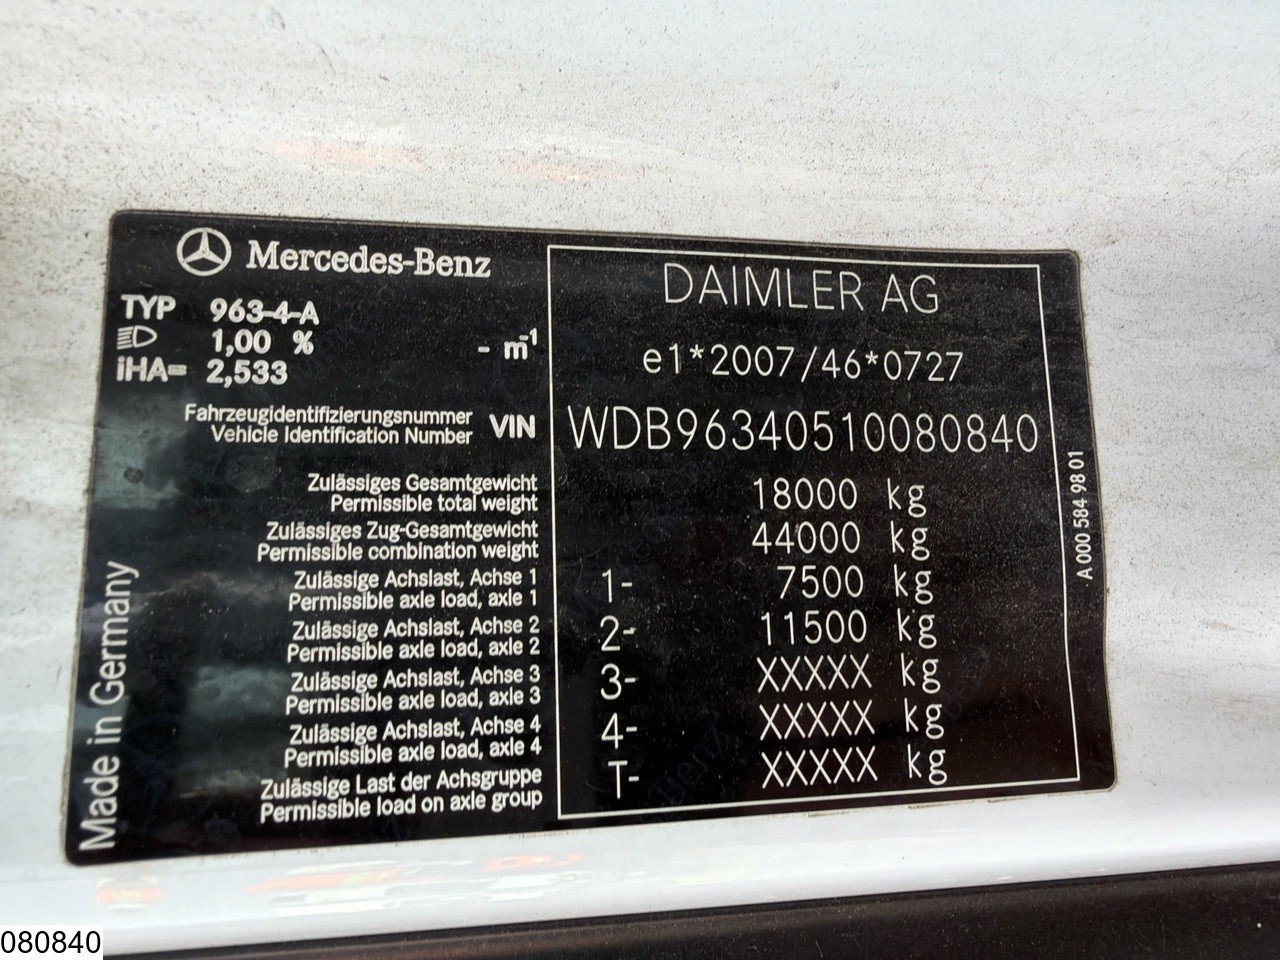 Mercedes-Benz
TYP 963-4-A
1,00 % - m⁻¹
iHA= 2,533
DAIMLER AG
e1*2007/46*0727
Fahrzeugidentifizierungsnummer
Vehicle Identification Number VIN WDB96340510080840
Zulässiges Gesamtgewicht
Permissible total weight 18000 kg
Zulässiges Zug-Gesamtgewicht
Permissible combination weight 44000 kg
Zulässige Achslast, Achse 1
Permissible axle load, axle 1 1- 7500 kg
Zulässige Achslast, Achse 2
Permissible axle load, axle 2 2- 11500 kg
Zulässige Achslast, Achse 3
Permissible axle load, axle 3 3- XXXXX kg
Zulässige Achslast, Achse 4
Permissible axle load, axle 4 4- XXXXX kg
Zulässige Last der Achsgruppe
Permissible load on axle group T- XXXXX kg
Made in Germany
A 000 584 98 01
080840